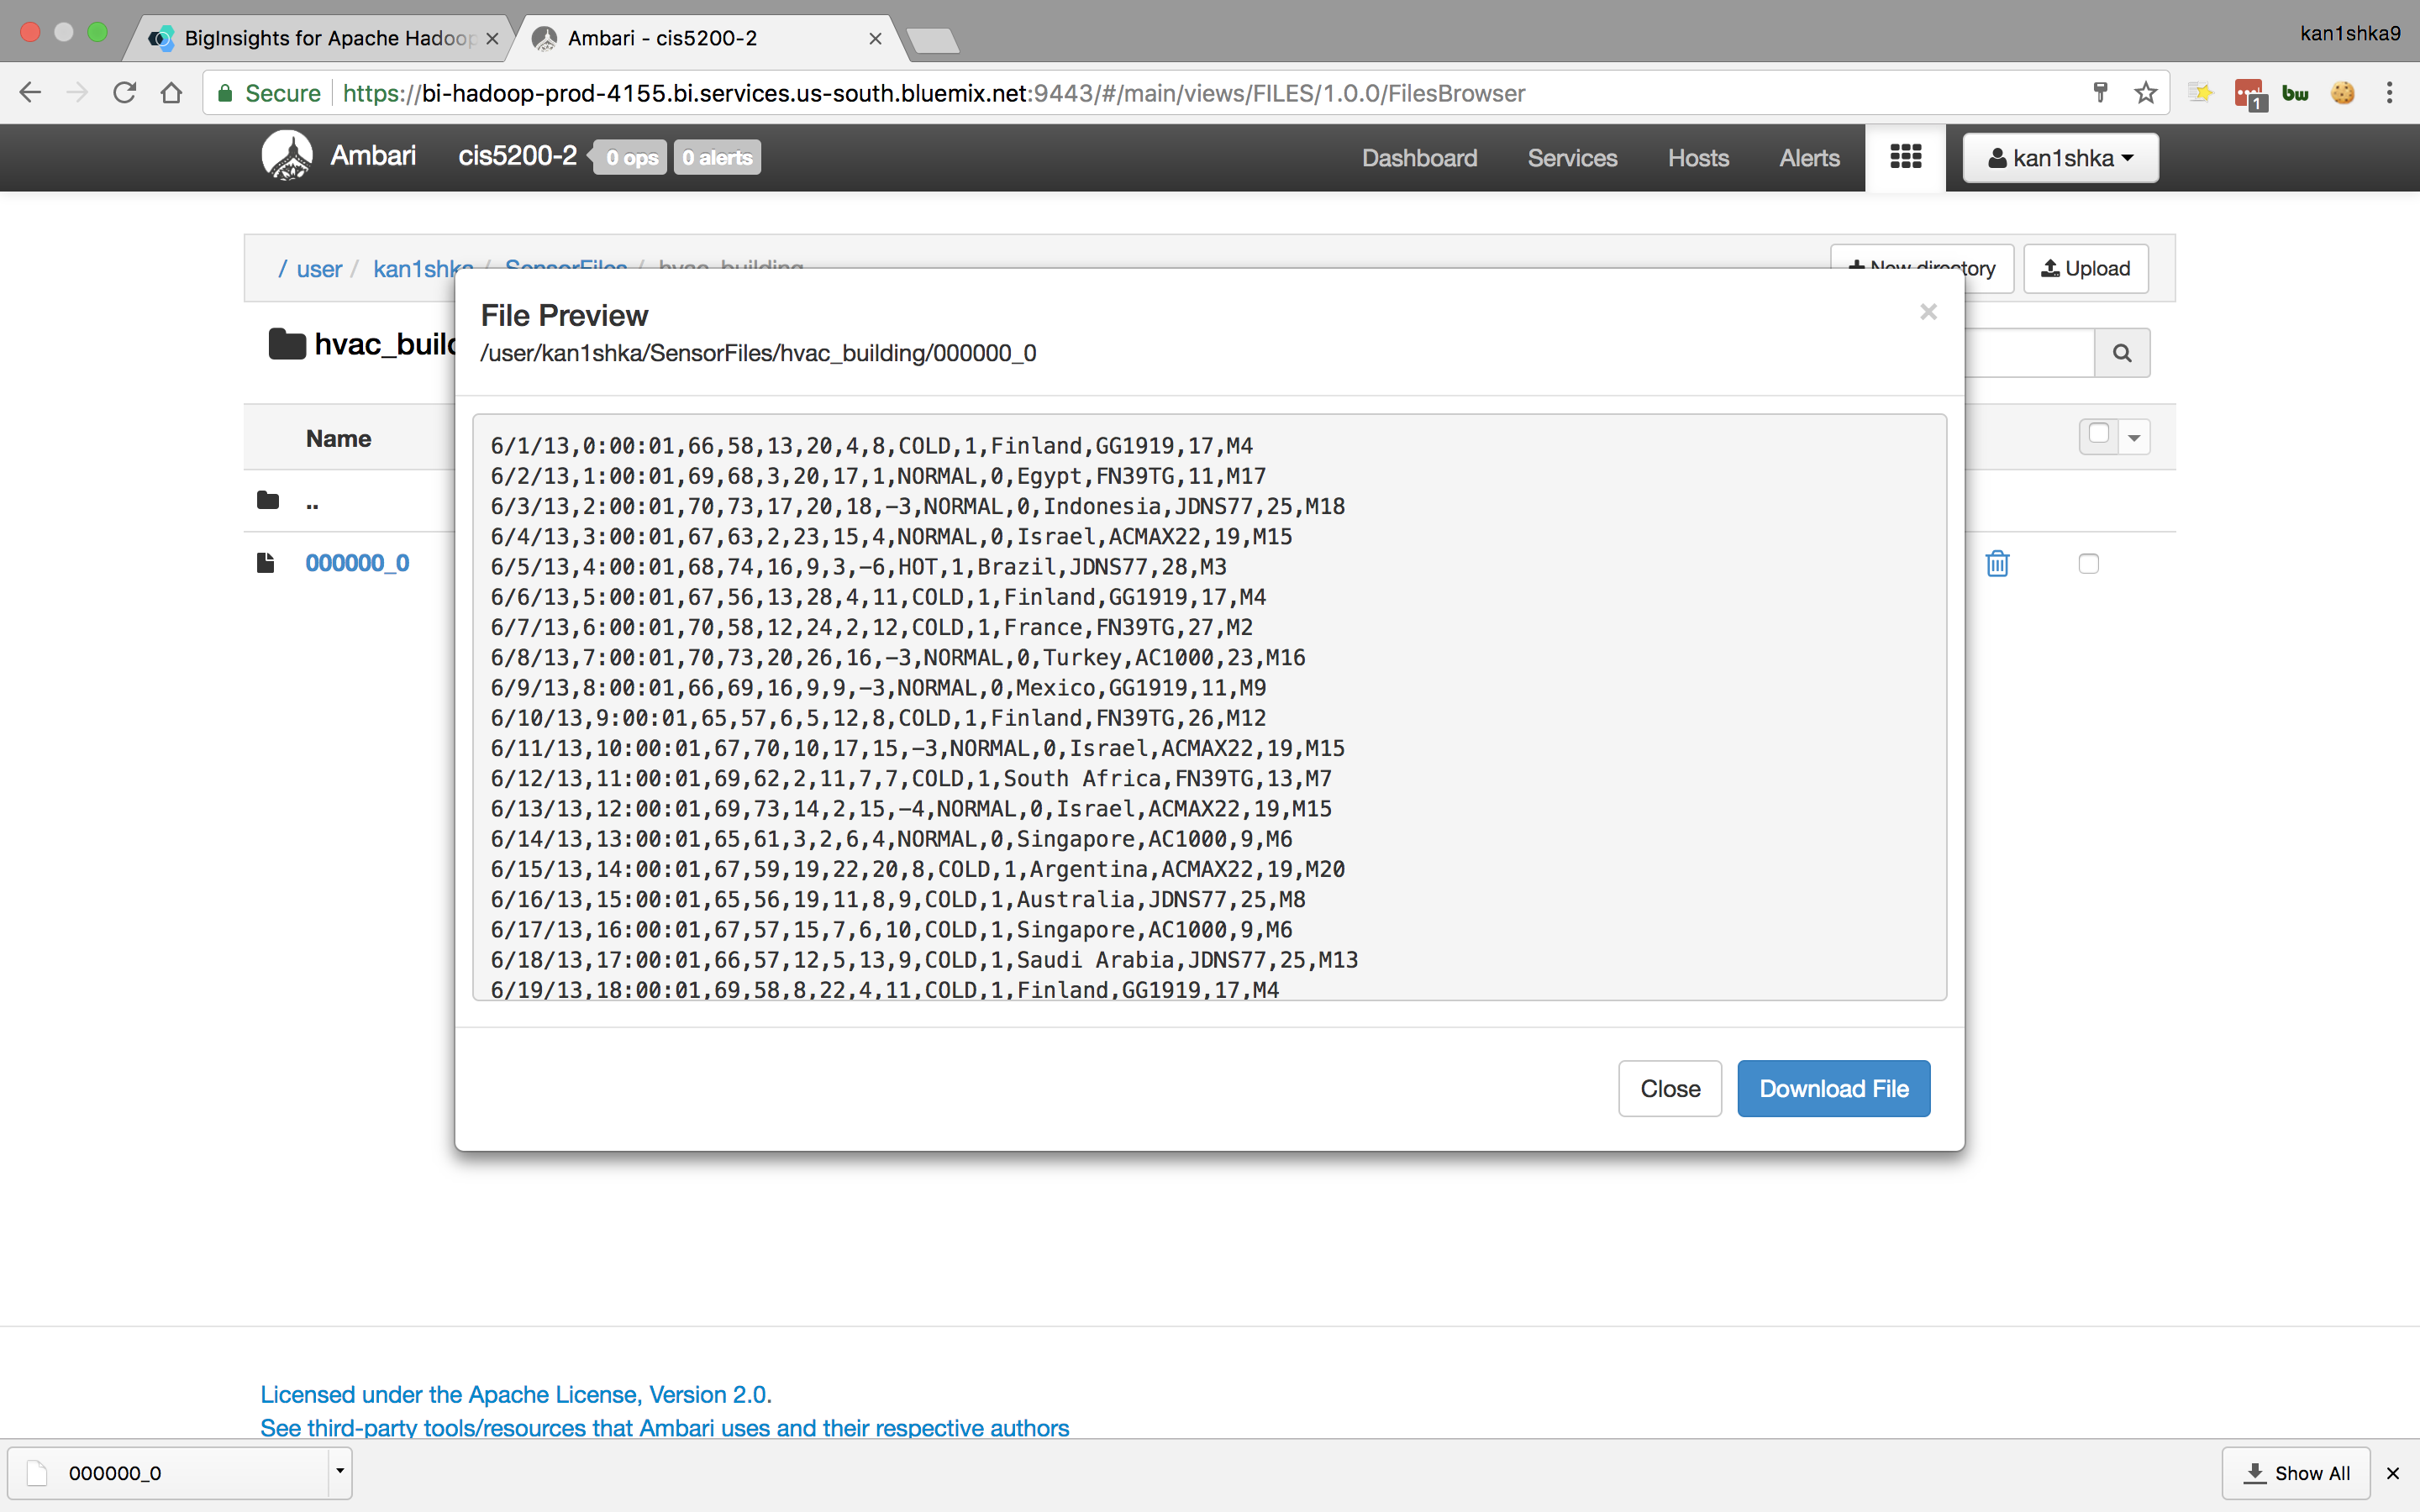 kan1shka9
BigInsights for Apache Hadoop
Ambari - cis5200-2
Secure
https://bi-hadoop-prod-4155.bi.services.us-south.bluemix.net:9443/#/main/views/FILES/1.0.0/FilesBrowser
1
bw
Ambari cis5200-2 0 ops 0 alerts Dashboard Services Hosts Alerts kan1shka
/ user / kan1shka / SensorFiles / hvac_building
New directory Upload
hvac_build
File Preview
/user/kan1shka/SensorFiles/hvac_building/000000_0
Name
..
000000_0
6/1/13,0:00:01,66,58,13,20,4,8,COLD,1,Finland,GG1919,17,M4
6/2/13,1:00:01,69,68,3,20,17,1,NORMAL,0,Egypt,FN39TG,11,M17
6/3/13,2:00:01,70,73,17,20,18,-3,NORMAL,0,Indonesia,JDNS77,25,M18
6/4/13,3:00:01,67,63,2,23,15,4,NORMAL,0,Israel,ACMAX22,19,M15
6/5/13,4:00:01,68,74,16,9,3,-6,HOT,1,Brazil,JDNS77,28,M3
6/6/13,5:00:01,67,56,13,28,4,11,COLD,1,Finland,GG1919,17,M4
6/7/13,6:00:01,70,58,12,24,2,12,COLD,1,France,FN39TG,27,M2
6/8/13,7:00:01,70,73,20,26,16,-3,NORMAL,0,Turkey,AC1000,23,M16
6/9/13,8:00:01,66,69,16,9,9,-3,NORMAL,0,Mexico,GG1919,11,M9
6/10/13,9:00:01,65,57,6,5,12,8,COLD,1,Finland,FN39TG,26,M12
6/11/13,10:00:01,67,70,10,17,15,-3,NORMAL,0,Israel,ACMAX22,19,M15
6/12/13,11:00:01,69,62,2,11,7,7,COLD,1,South Africa,FN39TG,13,M7
6/13/13,12:00:01,69,73,14,2,15,-4,NORMAL,0,Israel,ACMAX22,19,M15
6/14/13,13:00:01,65,61,3,2,6,4,NORMAL,0,Singapore,AC1000,9,M6
6/15/13,14:00:01,67,59,19,22,20,8,COLD,1,Argentina,ACMAX22,19,M20
6/16/13,15:00:01,65,56,19,11,8,9,COLD,1,Australia,JDNS77,25,M8
6/17/13,16:00:01,67,57,15,7,6,10,COLD,1,Singapore,AC1000,9,M6
6/18/13,17:00:01,66,57,12,5,13,9,COLD,1,Saudi Arabia,JDNS77,25,M13
6/19/13,18:00:01,69,58,8,22,4,11,COLD,1,Finland,GG1919,17,M4
Close Download File
Licensed under the Apache License, Version 2.0.
See third-party tools/resources that Ambari uses and their respective authors
000000_0
Show All